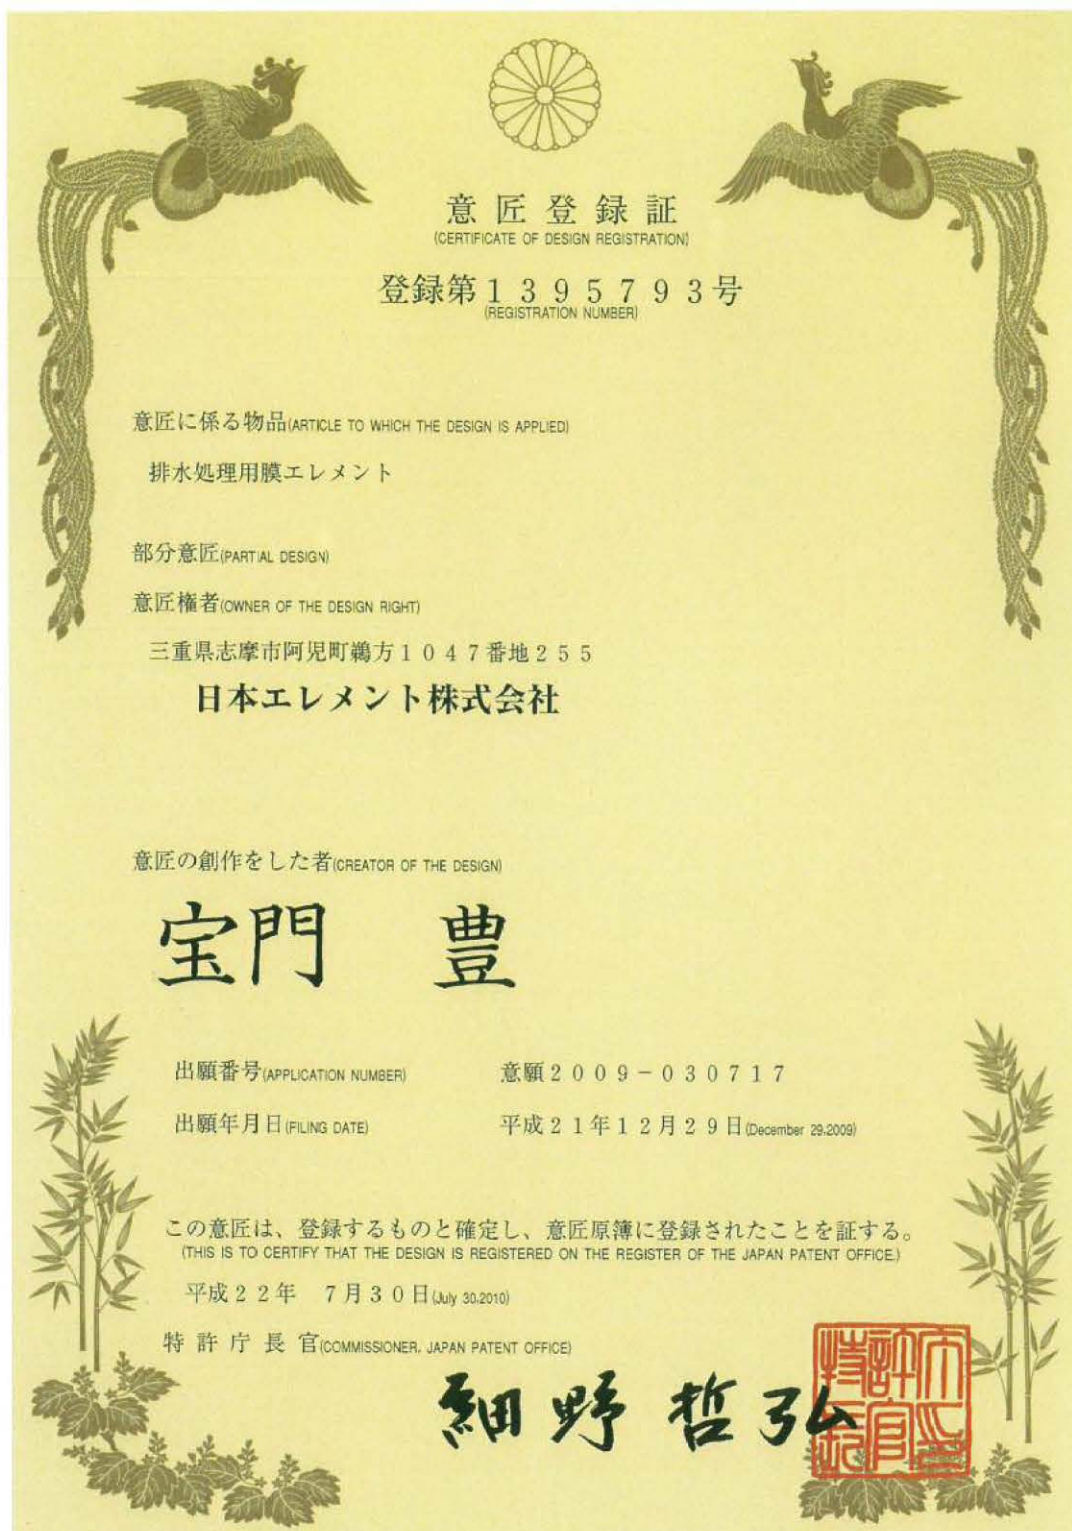 意匠登録証
(CERTIFICATE OF DESIGN REGISTRATION)
登録第1395793号
(REGISTRATION NUMBER)
意匠に係る物品(ARTICLE TO WHICH THE DESIGN IS APPLIED)
排水処理用膜エレメント
部分意匠(PARTIAL DESIGN)
意匠権者(OWNER OF THE DESIGN RIGHT)
三重県志摩市阿児町鵜方1047番地255
日本エレメント株式会社
意匠の創作をした者(CREATOR OF THE DESIGN)
宝門 豊
出願番号(APPLICATION NUMBER) 意願2009-030717
出願年月日(FILING DATE) 平成21年12月29日(December 29,2009)
この意匠は、登録するものと確定し、意匠原簿に登録されたことを証する。
(THIS IS TO CERTIFY THAT THE DESIGN IS REGISTERED ON THE REGISTER OF THE JAPAN PATENT OFFICE.)
平成22年 7月30日(July 30,2010)
特許庁長官(COMMISSIONER, JAPAN PATENT OFFICE)
細野哲弘